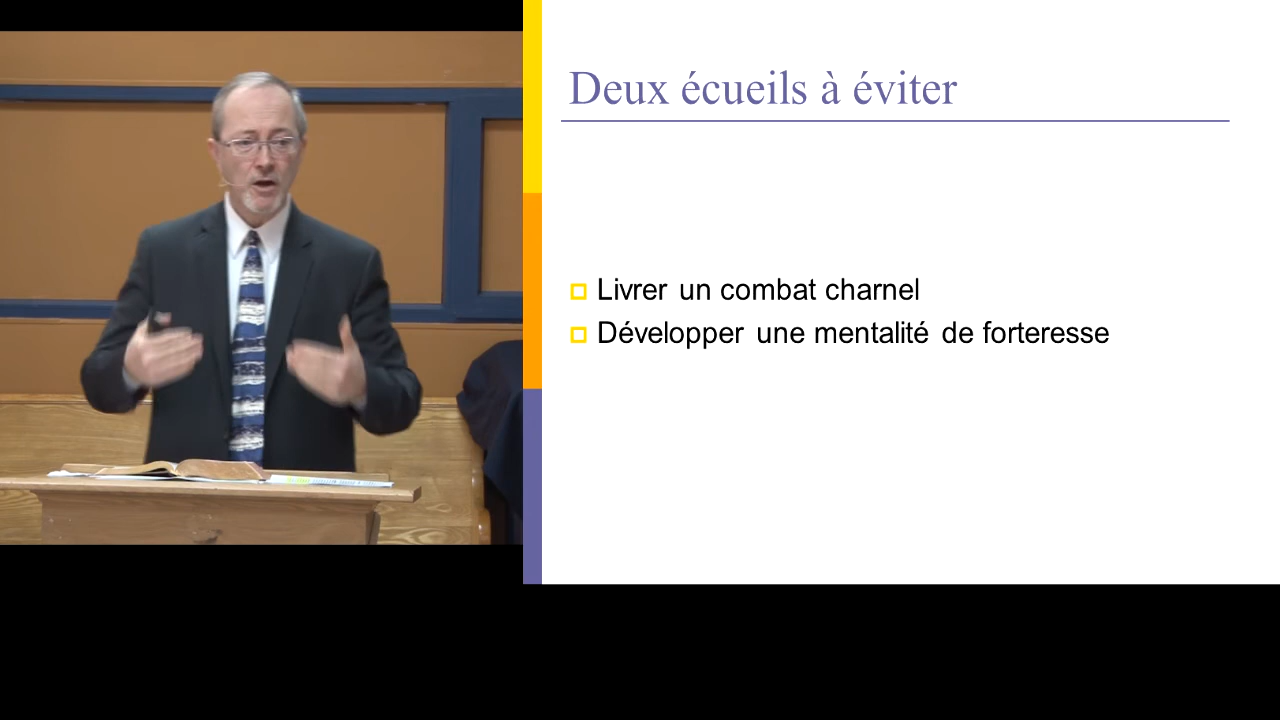 Deux écueils à éviter
Livrer un combat charnel
Développer une mentalité de forteresse